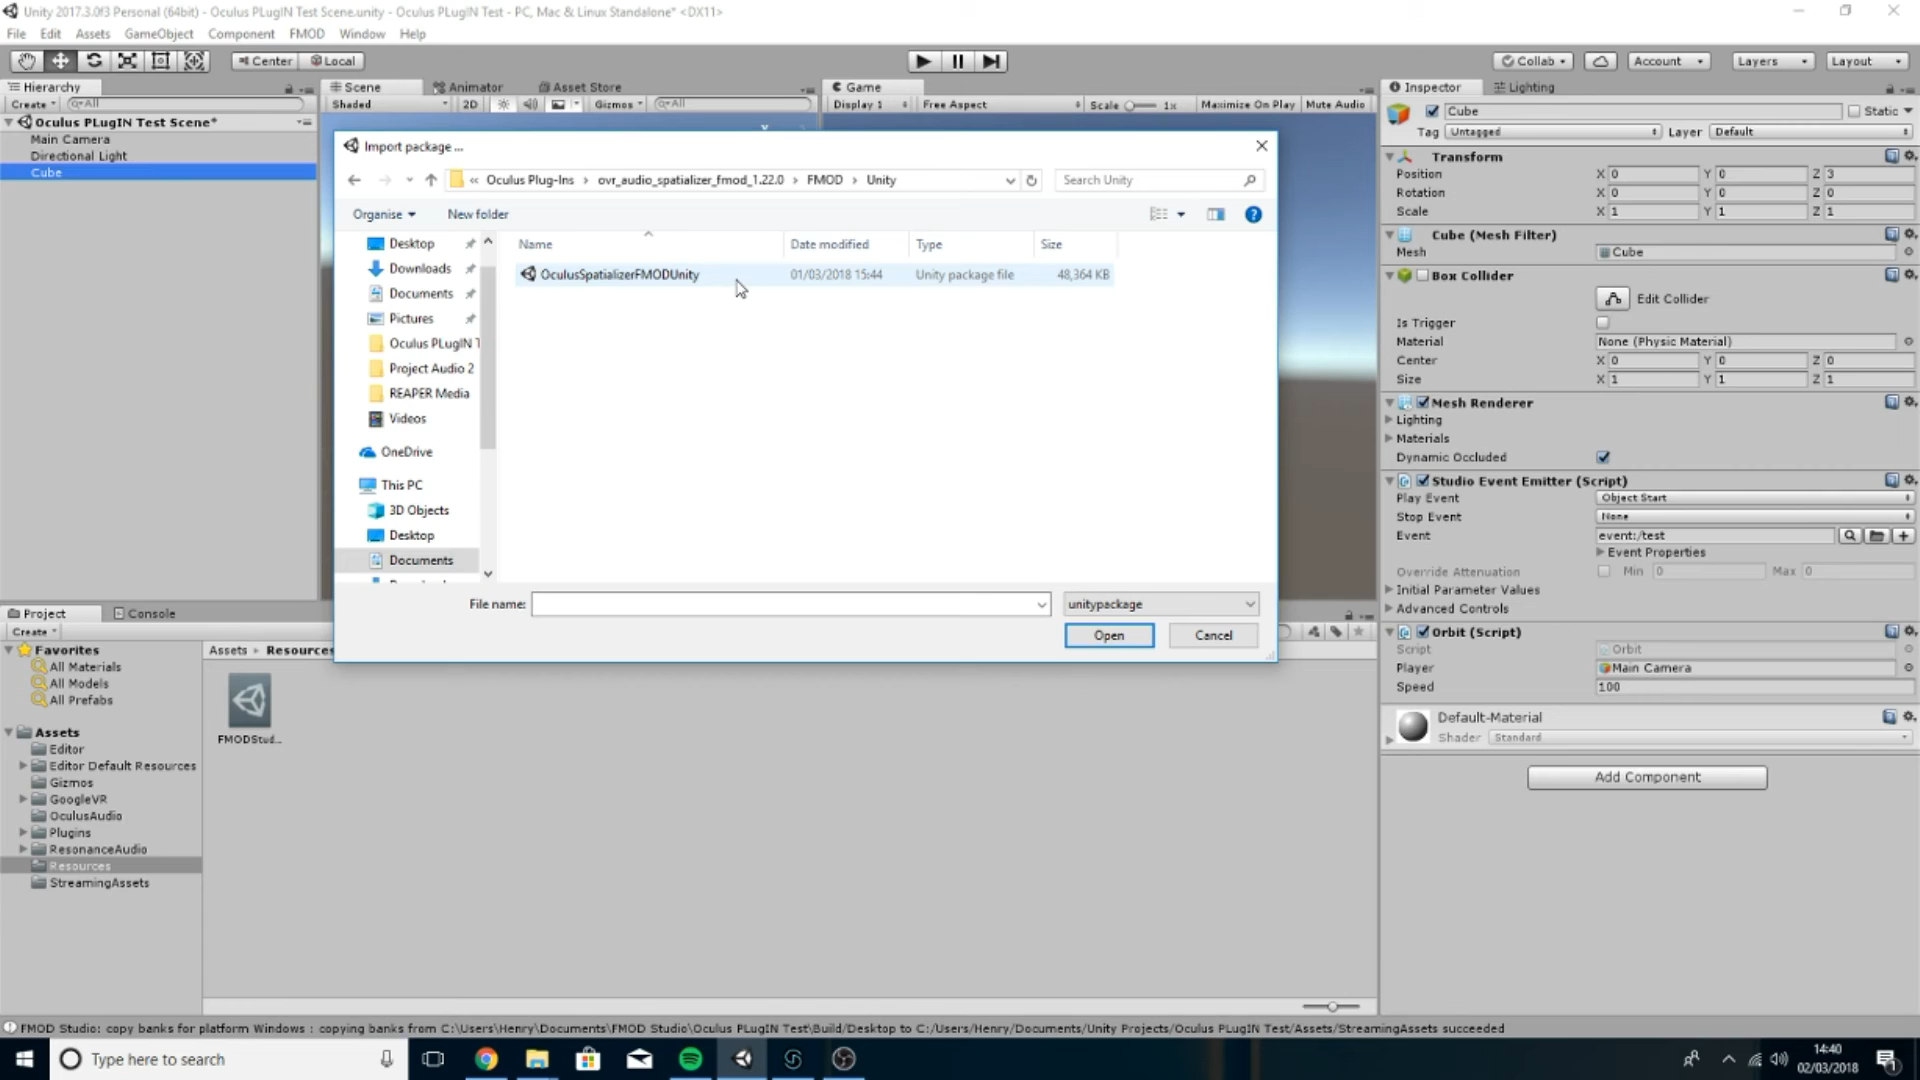 Unity 2017.3.0f3 Personal (64bit) - Oculus PLugIN Test Scene.unity - Oculus PLugIN Test - PC, Mac & Linux Standalone* <DX11>
File Edit Assets GameObject Component FMOD Window Help
Center Local Collab Account Layers Layout
Hierarchy Scene Animator Asset Store Game Inspector Lighting
Create All Shaded 2D Gizmos All Display 1 Free Aspect Scale 1x Maximize On Play Mute Audio
Oculus PLugIN Test Scene*
Main Camera
Directional Light
Cube
Import package ...
« Oculus Plug-Ins › ovr_audio_spatializer_fmod_1.22.0 › FMOD › Unity
Search Unity
Organise New folder
Name Date modified Type Size
OculusSpatializerFMODUnity 01/03/2018 15:44 Unity package file 48,364 KB
Desktop
Downloads
Documents
Pictures
Oculus PLugIN T
Project Audio 2
REAPER Media
Videos
OneDrive
This PC
3D Objects
Desktop
Documents
File name: unitypackage
Open Cancel
Cube Static
Tag Untagged Layer Default
Transform
Position X 0 Y 0 Z 3
Rotation X 0 Y 0 Z 0
Scale X 1 Y 1 Z 1
Cube (Mesh Filter)
Mesh Cube
Box Collider
Edit Collider
Is Trigger
Material None (Physic Material)
Center X 0 Y 0 Z 0
Size X 1 Y 1 Z 1
Mesh Renderer
Lighting
Materials
Dynamic Occluded
Studio Event Emitter (Script)
Play Event Object Start
Stop Event None
Event event:/test
Event Properties
Override Attenuation Min 0 Max 0
Initial Parameter Values
Advanced Controls
Orbit (Script)
Script Orbit
Player Main Camera
Speed 100
Default-Material
Shader Standard
Add Component
Project Console
Create
Favorites
All Materials
All Models
All Prefabs
Assets
Editor
Editor Default Resources
Gizmos
GoogleVR
OculusAudio
Plugins
ResonanceAudio
Resources
StreamingAssets
Assets Resources
FMODStud...
FMOD Studio: copy banks for platform Windows : copying banks from C:\Users\Henry\Documents\FMOD Studio\Oculus PLugIN Test\Build/Desktop to C:/Users/Henry/Documents/Unity Projects/Oculus PLugIN Test/Assets/StreamingAssets succeeded
Type here to search
14:40
02/03/2018
1